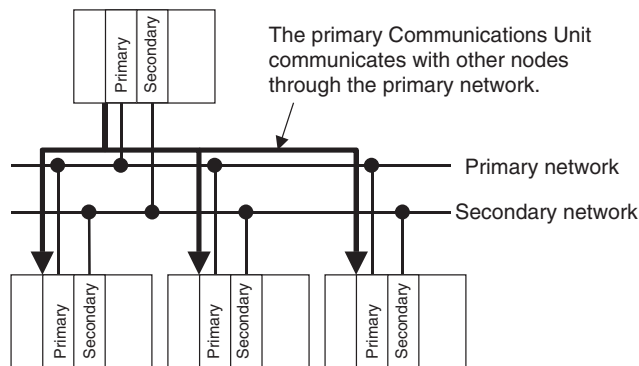 Primary
Secondary
The primary Communications Unit
communicates with other nodes
through the primary network.
Primary network
Secondary network
Primary
Secondary
Primary
Secondary
Primary
Secondary